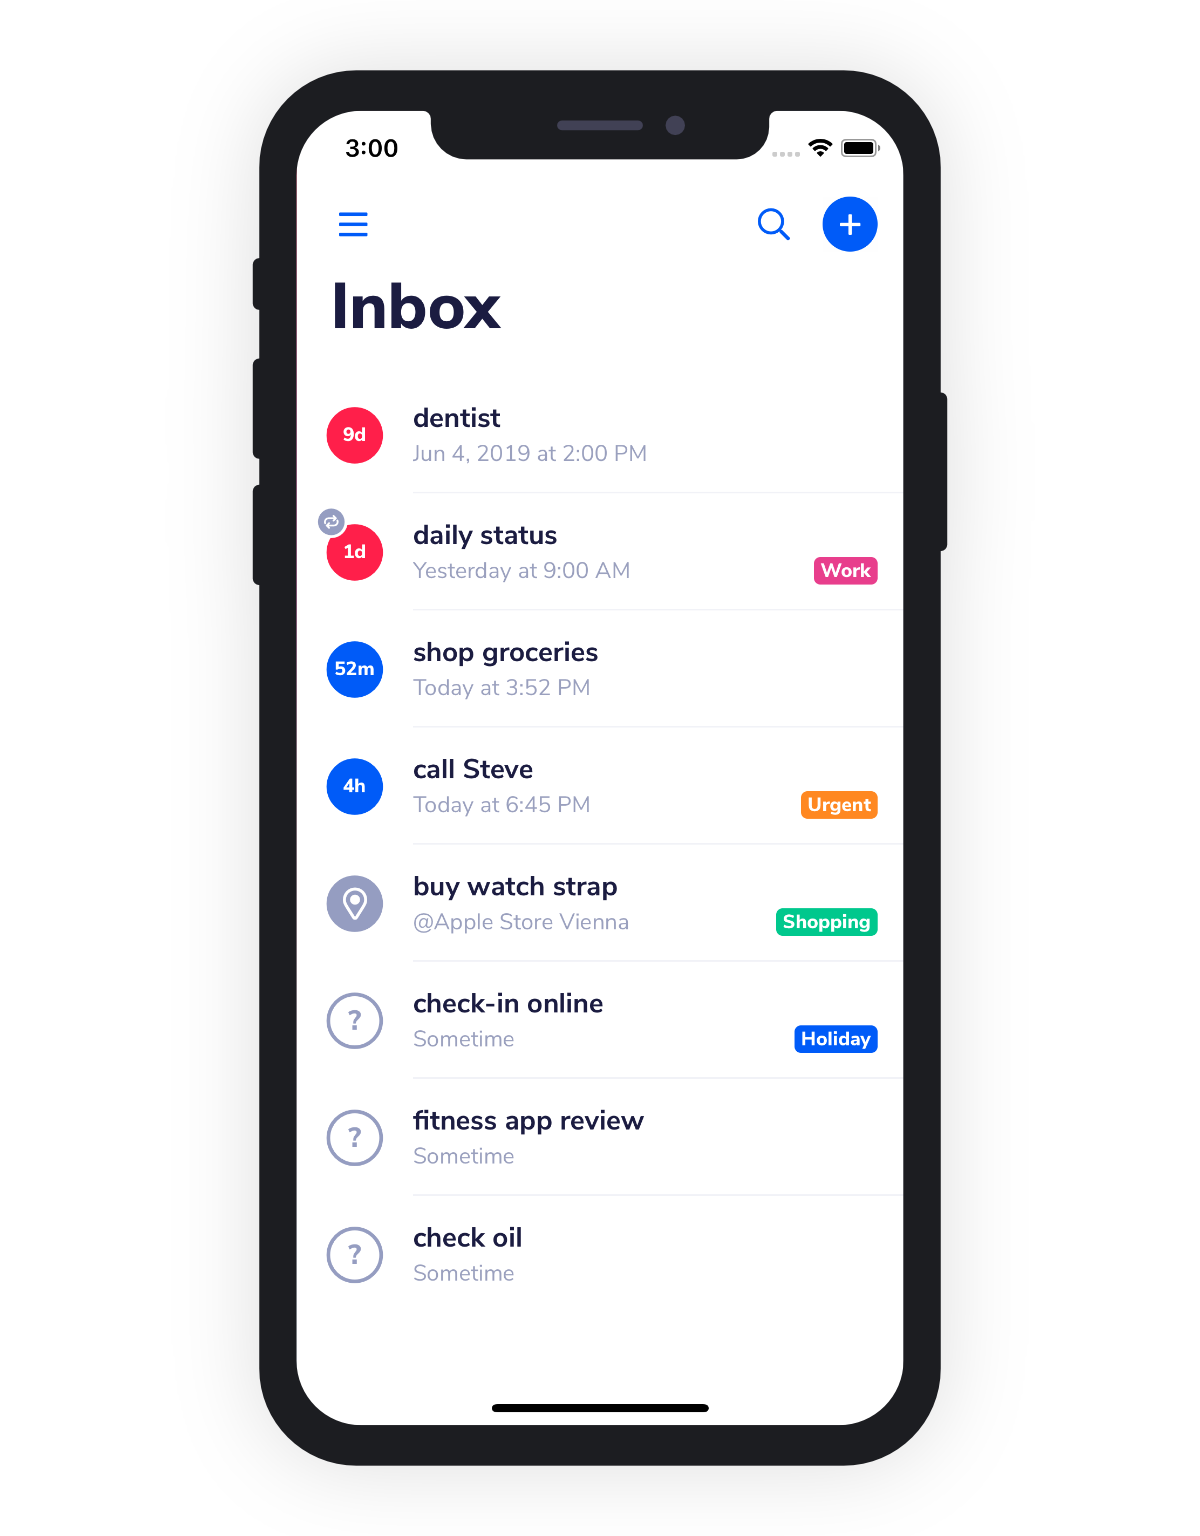 3:00
Inbox
9d
dentist
Jun 4, 2019 at 2:00 PM
1d
daily status
Yesterday at 9:00 AM
Work
52m
shop groceries
Today at 3:52 PM
4h
call Steve
Today at 6:45 PM
Urgent
buy watch strap
@Apple Store Vienna
Shopping
?
check-in online
Sometime
Holiday
?
fitness app review
Sometime
?
check oil
Sometime